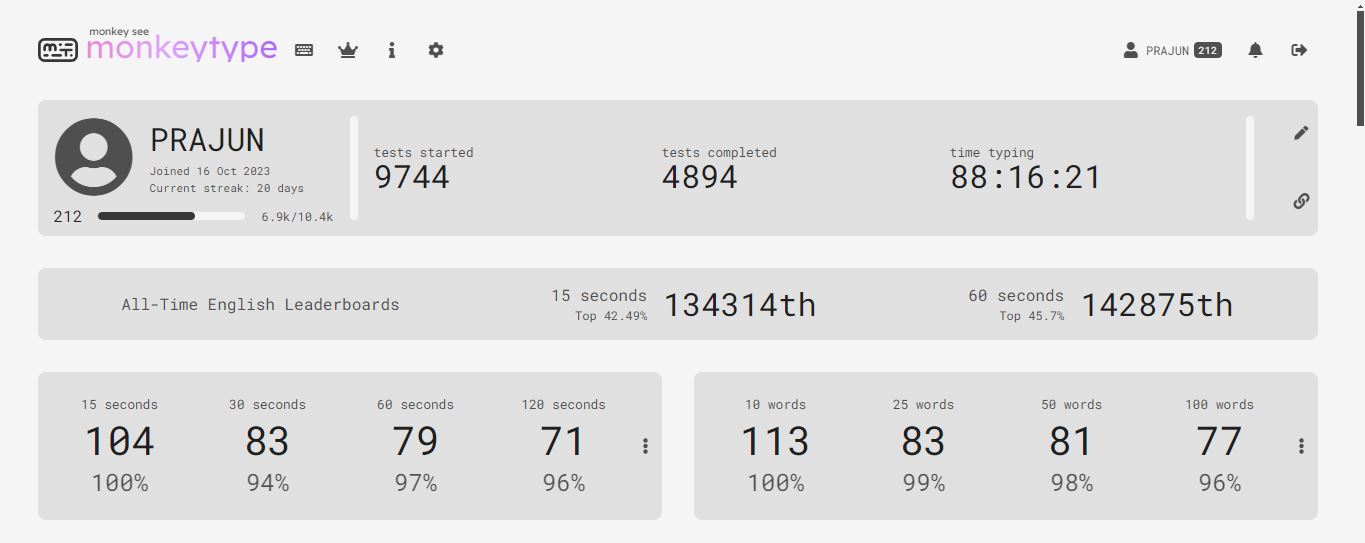 monkey see
monkeytype
PRAJUN 212
PRAJUN
Joined 16 Oct 2023
Current streak: 20 days
212 6.9k/10.4k
tests started
9744
tests completed
4894
time typing
88:16:21
All-Time English Leaderboards
15 seconds
Top 42.49%
134314th
60 seconds
Top 45.7%
142875th
15 seconds
104
100%
30 seconds
83
94%
60 seconds
79
97%
120 seconds
71
96%
10 words
113
100%
25 words
83
99%
50 words
81
98%
100 words
77
96%